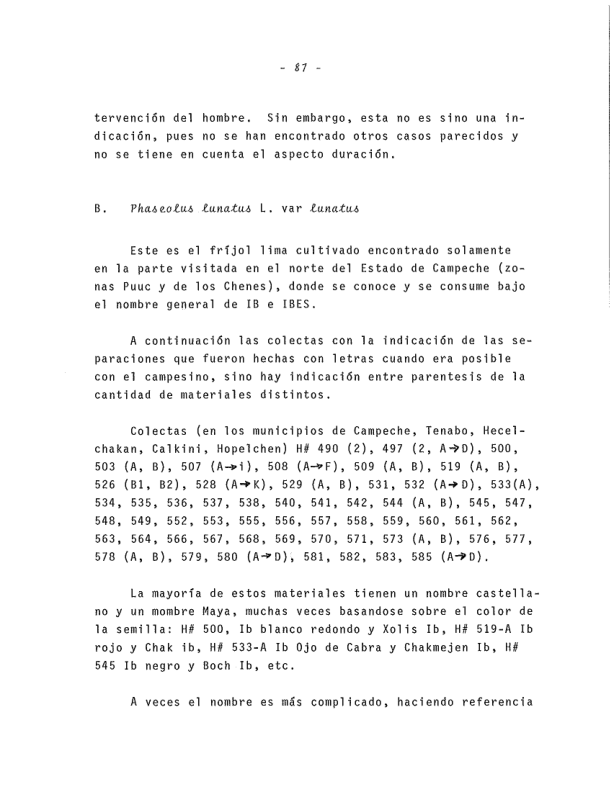 - 87 -
tervención del hombre. Sin embargo, esta no es sino una in-
dicación, pues no se han encontrado otros casos parecidos y
no se tiene en cuenta el aspecto duración.
B. Phaseolus lunatus L. var lunatus
Este es el fríjol lima cultivado encontrado solamente
en la parte visitada en el norte del Estado de Campeche (zo-
nas Puuc y de los Chenes), donde se conoce y se consume bajo
el nombre general de IB e IBES.
A continuación las colectas con la indicación de las se-
paraciones que fueron hechas con letras cuando era posible
con el campesino, sino hay indicación entre parentesis de la
cantidad de materiales distintos.
Colectas (en los municipios de Campeche, Tenabo, Hecel-
chakan, Calkini, Hopelchen) H# 490 (2), 497 (2, A→D), 500,
503 (A, B), 507 (A→i), 508 (A→F), 509 (A, B), 519 (A, B),
526 (B1, B2), 528 (A→K), 529 (A, B), 531, 532 (A→D), 533(A),
534, 535, 536, 537, 538, 540, 541, 542, 544 (A, B), 545, 547,
548, 549, 552, 553, 555, 556, 557, 558, 559, 560, 561, 562,
563, 564, 566, 567, 568, 569, 570, 571, 573 (A, B), 576, 577,
578 (A, B), 579, 580 (A→D), 581, 582, 583, 585 (A→D).
La mayoría de estos materiales tienen un nombre castella-
no y un mombre Maya, muchas veces basandose sobre el color de
la semilla: H# 500, Ib blanco redondo y Xolis Ib, H# 519-A Ib
rojo y Chak ib, H# 533-A Ib Ojo de Cabra y Chakmejen Ib, H#
545 Ib negro y Boch Ib, etc.
A veces el nombre es más complicado, haciendo referencia